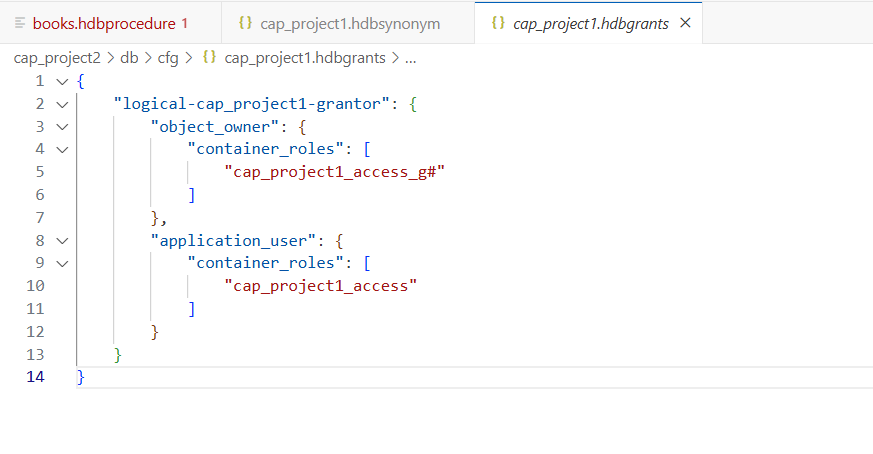 books.hdbprocedure 1
cap_project1.hdbsynonym
cap_project1.hdbgrants
cap_project2 > db > cfg > {} cap_project1.hdbgrants > ...
1 {
2 "logical-cap_project1-grantor": {
3 "object_owner": {
4 "container_roles": [
5 "cap_project1_access_g#"
6 ]
7 },
8 "application_user": {
9 "container_roles": [
10 "cap_project1_access"
11 ]
12 }
13 }
14 }